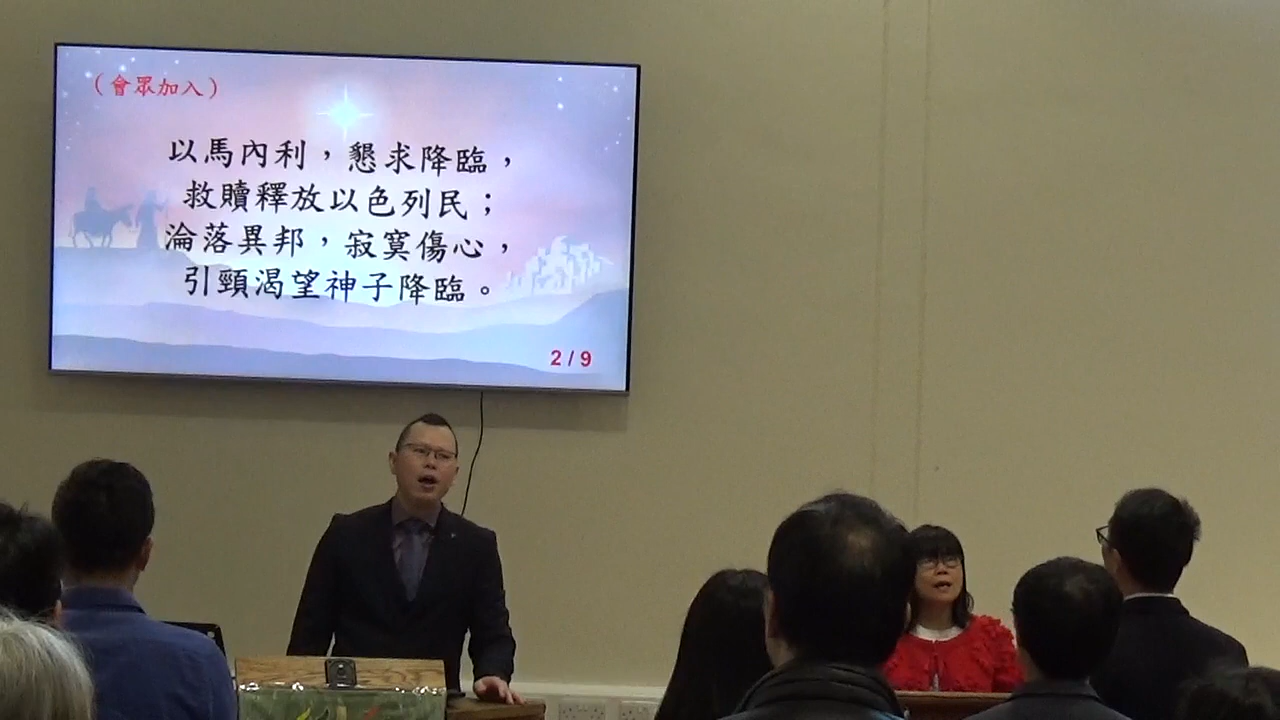 （會眾加入）
以馬內利，懇求降臨，
救贖釋放以色列民；
淪落異邦，寂寞傷心，
引頸渴望神子降臨。
2/9